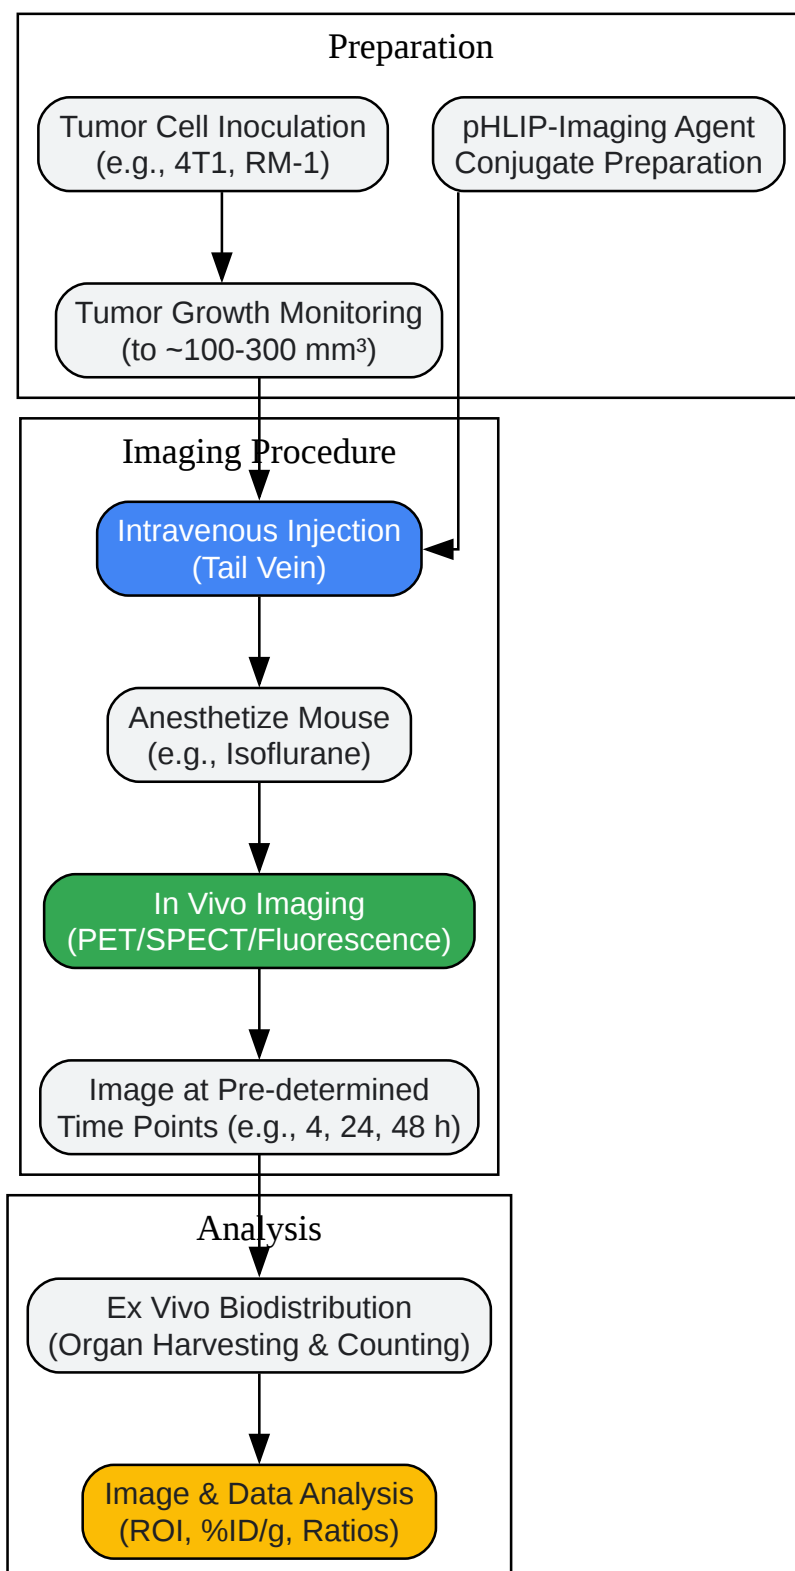 Preparation
Tumor Cell Inoculation
(e.g., 4T1, RM-1)
pHLIP-Imaging Agent
Conjugate Preparation
Tumor Growth Monitoring
(to ~100-300 mm³)
Imaging Procedure
Intravenous Injection
(Tail Vein)
Anesthetize Mouse
(e.g., Isoflurane)
In Vivo Imaging
(PET/SPECT/Fluorescence)
Image at Pre-determined
Time Points (e.g., 4, 24, 48 h)
Analysis
Ex Vivo Biodistribution
(Organ Harvesting & Counting)
Image & Data Analysis
(ROI, %ID/g, Ratios)